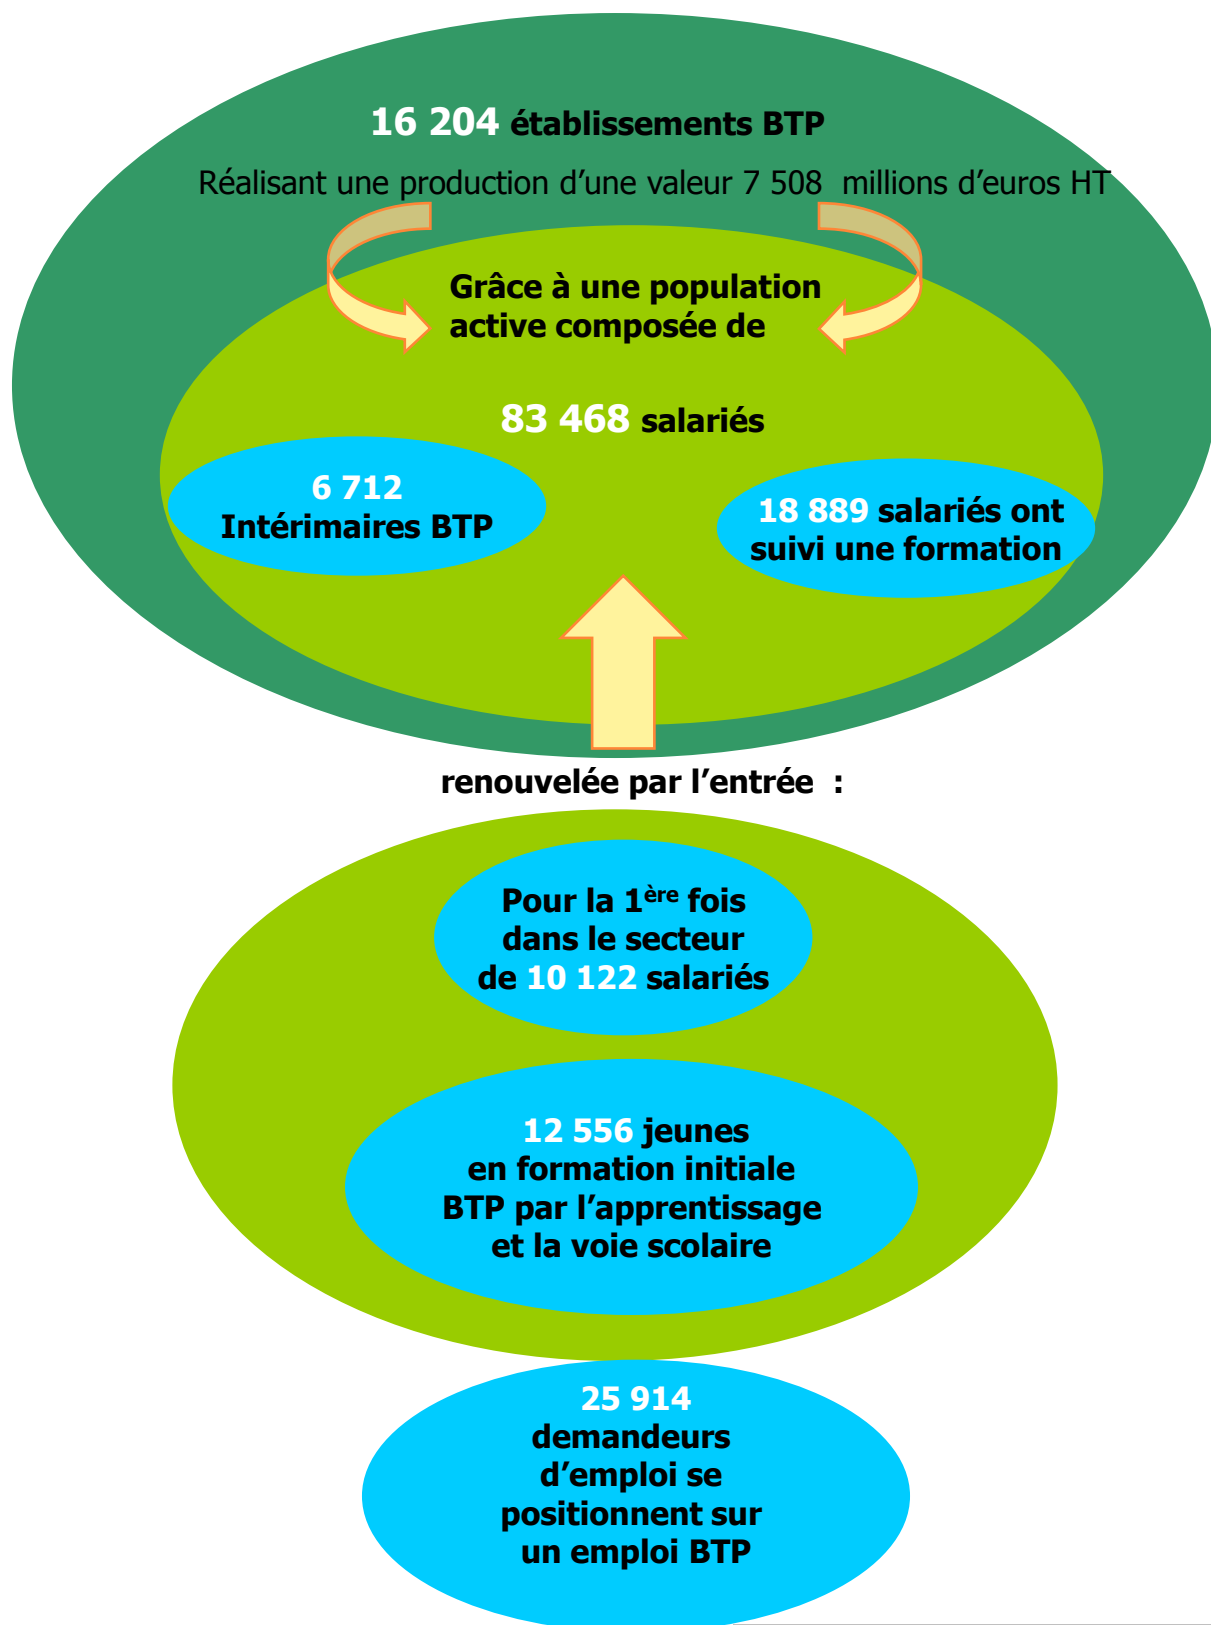 16 204 établissements BTP
Réalisant une production d’une valeur 7 508 millions d’euros HT
Grâce à une population
active composée de
83 468 salariés
6 712
Intérimaires BTP
18 889 salariés ont
suivi une formation
renouvelée par l’entrée :
Pour la 1ère fois
dans le secteur
de 10 122 salariés
12 556 jeunes
en formation initiale
BTP par l’apprentissage
et la voie scolaire
25 914
demandeurs
d’emploi se
positionnent sur
un emploi BTP